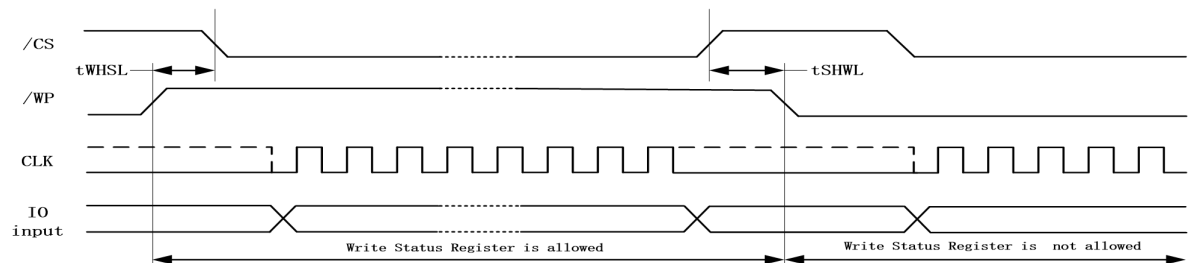 /CS
tWHSL
tSHWL
/WP
CLK
IO
input
Write Status Register is allowed
Write Status Register is not allowed